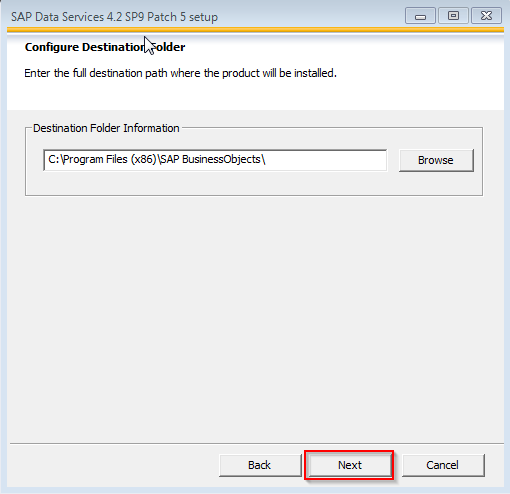 SAP Data Services 4.2 SP9 Patch 5 setup
Configure Destination Folder
Enter the full destination path where the product will be installed.
Destination Folder Information
C:\Program Files (x86)\SAP BusinessObjects\
Browse
Back
Next
Cancel